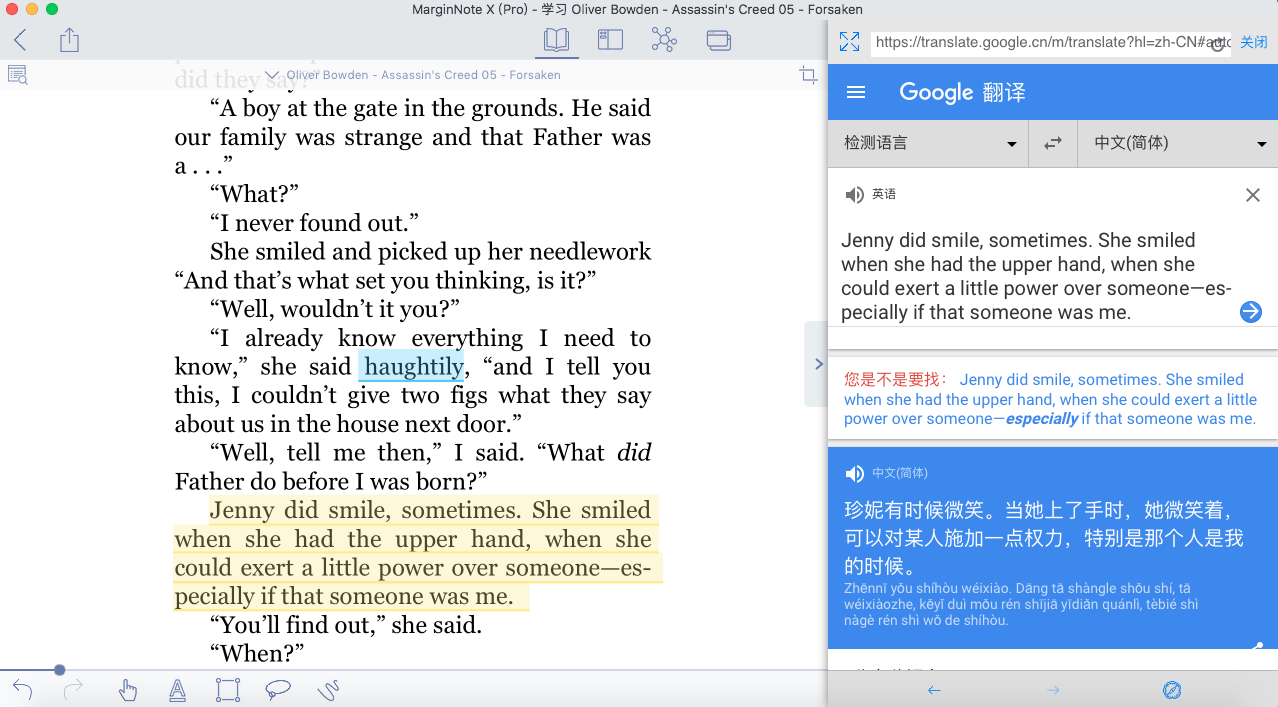 MarginNote X (Pro) - 学习 Oliver Bowden - Assassin's Creed 05 - Forsaken
did they say?”
Oliver Bowden - Assassin's Creed 05 - Forsaken
“A boy at the gate in the grounds. He said
our family was strange and that Father was
a . . .”
“What?”
“I never found out.”
She smiled and picked up her needlework
“And that’s what set you thinking, is it?”
“Well, wouldn’t it you?”
“I already know everything I need to
know,” she said haughtily, “and I tell you
this, I couldn’t give two figs what they say
about us in the house next door.”
“Well, tell me then,” I said. “What did
Father do before I was born?”
Jenny did smile, sometimes. She smiled
when she had the upper hand, when she
could exert a little power over someone—es-
pecially if that someone was me.
“You’ll find out,” she said.
“When?”
https://translate.google.cn/m/translate?hl=zh-CN#auto
关闭
Google 翻译
检测语言
中文(简体)
英语
Jenny did smile, sometimes. She smiled
when she had the upper hand, when she
could exert a little power over someone—es-
pecially if that someone was me.
您是不是要找： Jenny did smile, sometimes. She smiled
when she had the upper hand, when she could exert a little
power over someone—especially if that someone was me.
中文(简体)
珍妮有时候微笑。当她上了手时，她微笑着，
可以对某人施加一点权力，特别是那个人是我
的时候。
Zhēnnī yǒu shíhòu wéixiào. Dāng tā shàngle shǒu shí, tā
wéixiàozhe, kěyǐ duì mǒu rén shījiā yīdiǎn quánlì, tèbié shì
nàgè rén shì wǒ de shíhòu.